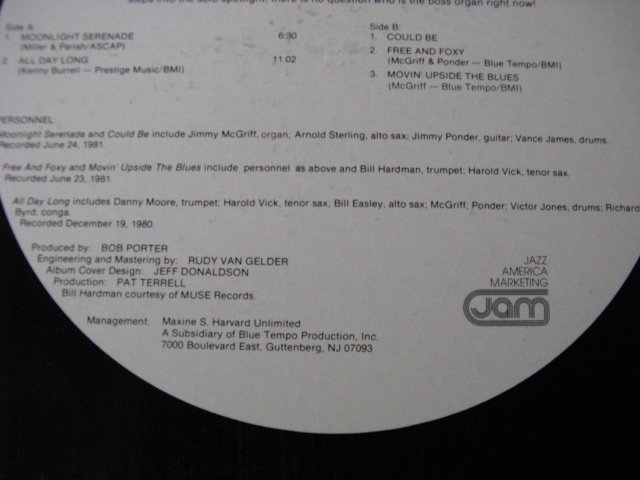 steps into the solo spotlight, there is no question who is the boss organ right now!
Side A:
1. MOONLIGHT SERENADE 6:30
(Miller & Parish/ASCAP)
2. ALL DAY LONG 11:02
(Kenny Burrell — Prestige Music/BMI)
Side B:
1. COULD BE
2. FREE AND FOXY
(McGriff & Ponder — Blue Tempo/BMI)
3. MOVIN' UPSIDE THE BLUES
(McGriff — Blue Tempo/BMI)
PERSONNEL:
Moonlight Serenade and Could Be include Jimmy McGriff, organ; Arnold Sterling, alto sax; Jimmy Ponder, guitar; Vance James, drums.
Recorded June 24, 1981.
Free And Foxy and Movin' Upside The Blues include personnel as above and Bill Hardman, trumpet; Harold Vick, tenor sax.
Recorded June 23, 1981.
All Day Long includes Danny Moore, trumpet; Harold Vick, tenor sax; Bill Easley, alto sax; McGriff; Ponder; Victor Jones, drums; Richard
Byrd, conga.
Recorded December 19, 1980.
Produced by: BOB PORTER
Engineering and Mastering by: RUDY VAN GELDER
Album Cover Design: JEFF DONALDSON
Production: PAT TERRELL
Bill Hardman courtesy of MUSE Records.
JAZZ
AMERICA
MARKETING
Jam
Management: Maxine S. Harvard Unlimited
A Subsidiary of Blue Tempo Production, Inc.
7000 Boulevard East, Guttenberg, NJ 07093